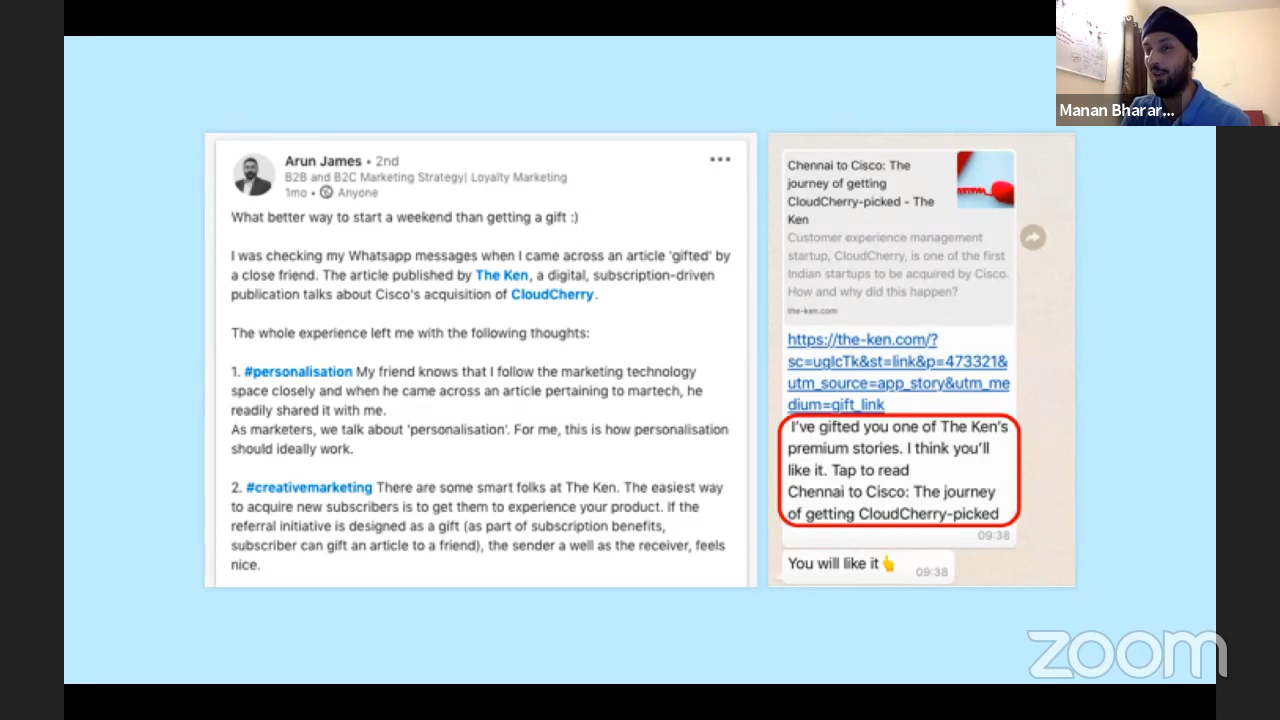 Manan Bharar...
Arun James • 2nd
B2B and B2C Marketing Strategy| Loyalty Marketing
1mo • Anyone
What better way to start a weekend than getting a gift :)
I was checking my Whatsapp messages when I came across an article 'gifted' by
a close friend. The article published by The Ken, a digital, subscription-driven
publication talks about Cisco's acquisition of CloudCherry.
The whole experience left me with the following thoughts:
1. #personalisation My friend knows that I follow the marketing technology
space closely and when he came across an article pertaining to martech, he
readily shared it with me.
As marketers, we talk about 'personalisation'. For me, this is how personalisation
should ideally work.
2. #creativemarketing There are some smart folks at The Ken. The easiest way
to acquire new subscribers is to get them to experience your product. If the
referral initiative is designed as a gift (as part of subscription benefits,
subscriber can gift an article to a friend), the sender a well as the receiver, feels
nice.
Chennai to Cisco: The
journey of getting
CloudCherry-picked - The
Ken
Customer experience management
startup, CloudCherry, is one of the first
Indian startups to be acquired by Cisco.
How and why did this happen?
the-ken.com
https://the-ken.com/?
sc=uglcTk&st=link&p=473321&
utm_source=app_story&utm_me
dium=gift_link
I've gifted you one of The Ken's
premium stories. I think you'll
like it. Tap to read
Chennai to Cisco: The journey
of getting CloudCherry-picked
09:38
You will like it👆
09:38
zoom